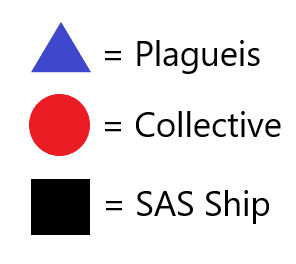 = Plagueis
= Collective
= SAS Ship